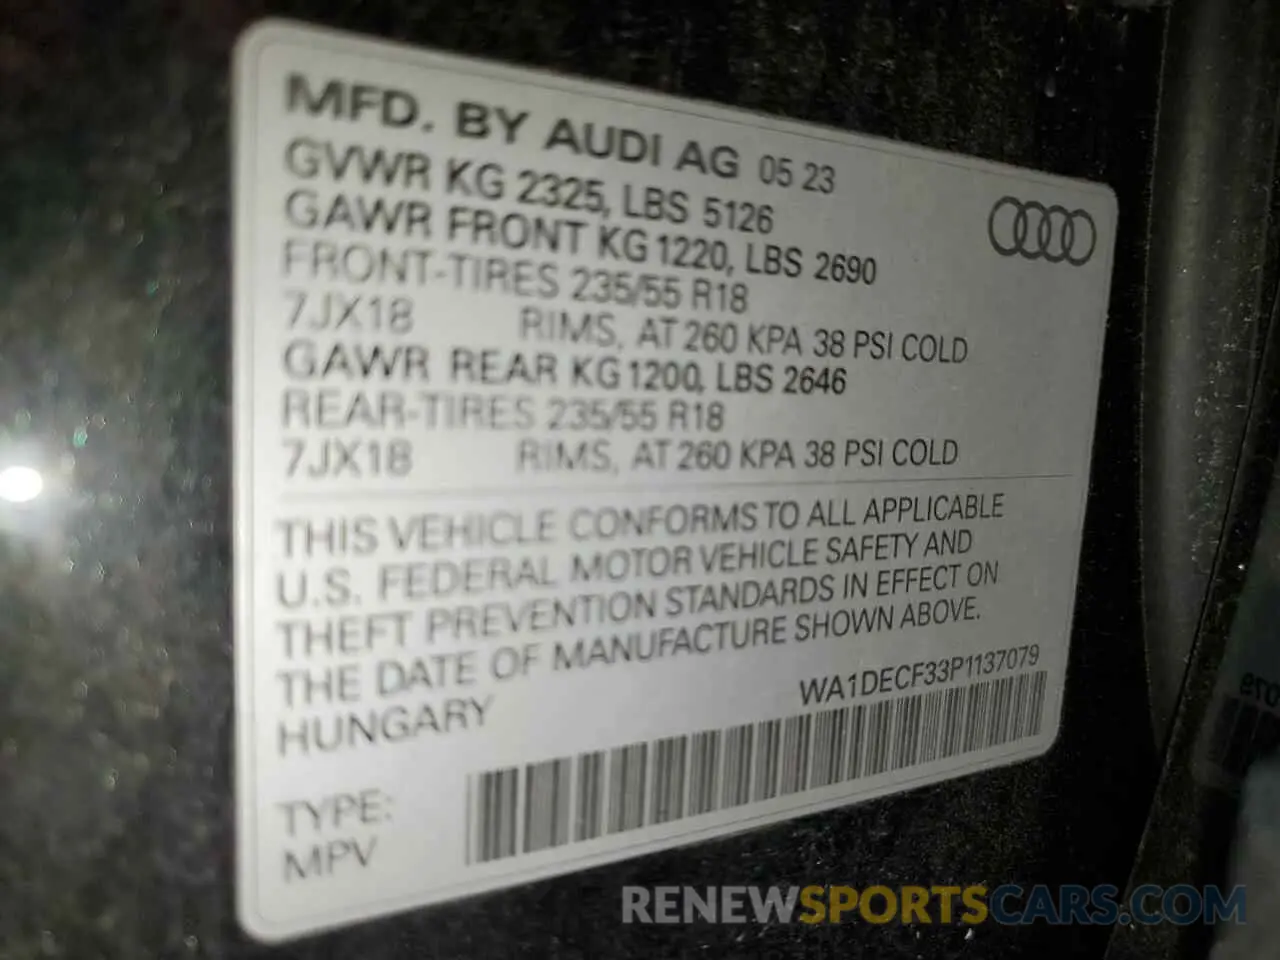 MFD. BY AUDI AG 05 23
GVWR KG 2325, LBS 5126
GAWR FRONT KG 1220, LBS 2690
FRONT-TIRES 235/55 R18
7JX18 RIMS, AT 260 KPA 38 PSI COLD
GAWR REAR KG 1200, LBS 2646
REAR-TIRES 235/55 R18
7JX18 RIMS, AT 260 KPA 38 PSI COLD
THIS VEHICLE CONFORMS TO ALL APPLICABLE
U.S. FEDERAL MOTOR VEHICLE SAFETY AND
THEFT PREVENTION STANDARDS IN EFFECT ON
THE DATE OF MANUFACTURE SHOWN ABOVE.
HUNGARY
WA1DECF33P1137079
TYPE:
MPV
RENEWSPORTSCARS.COM